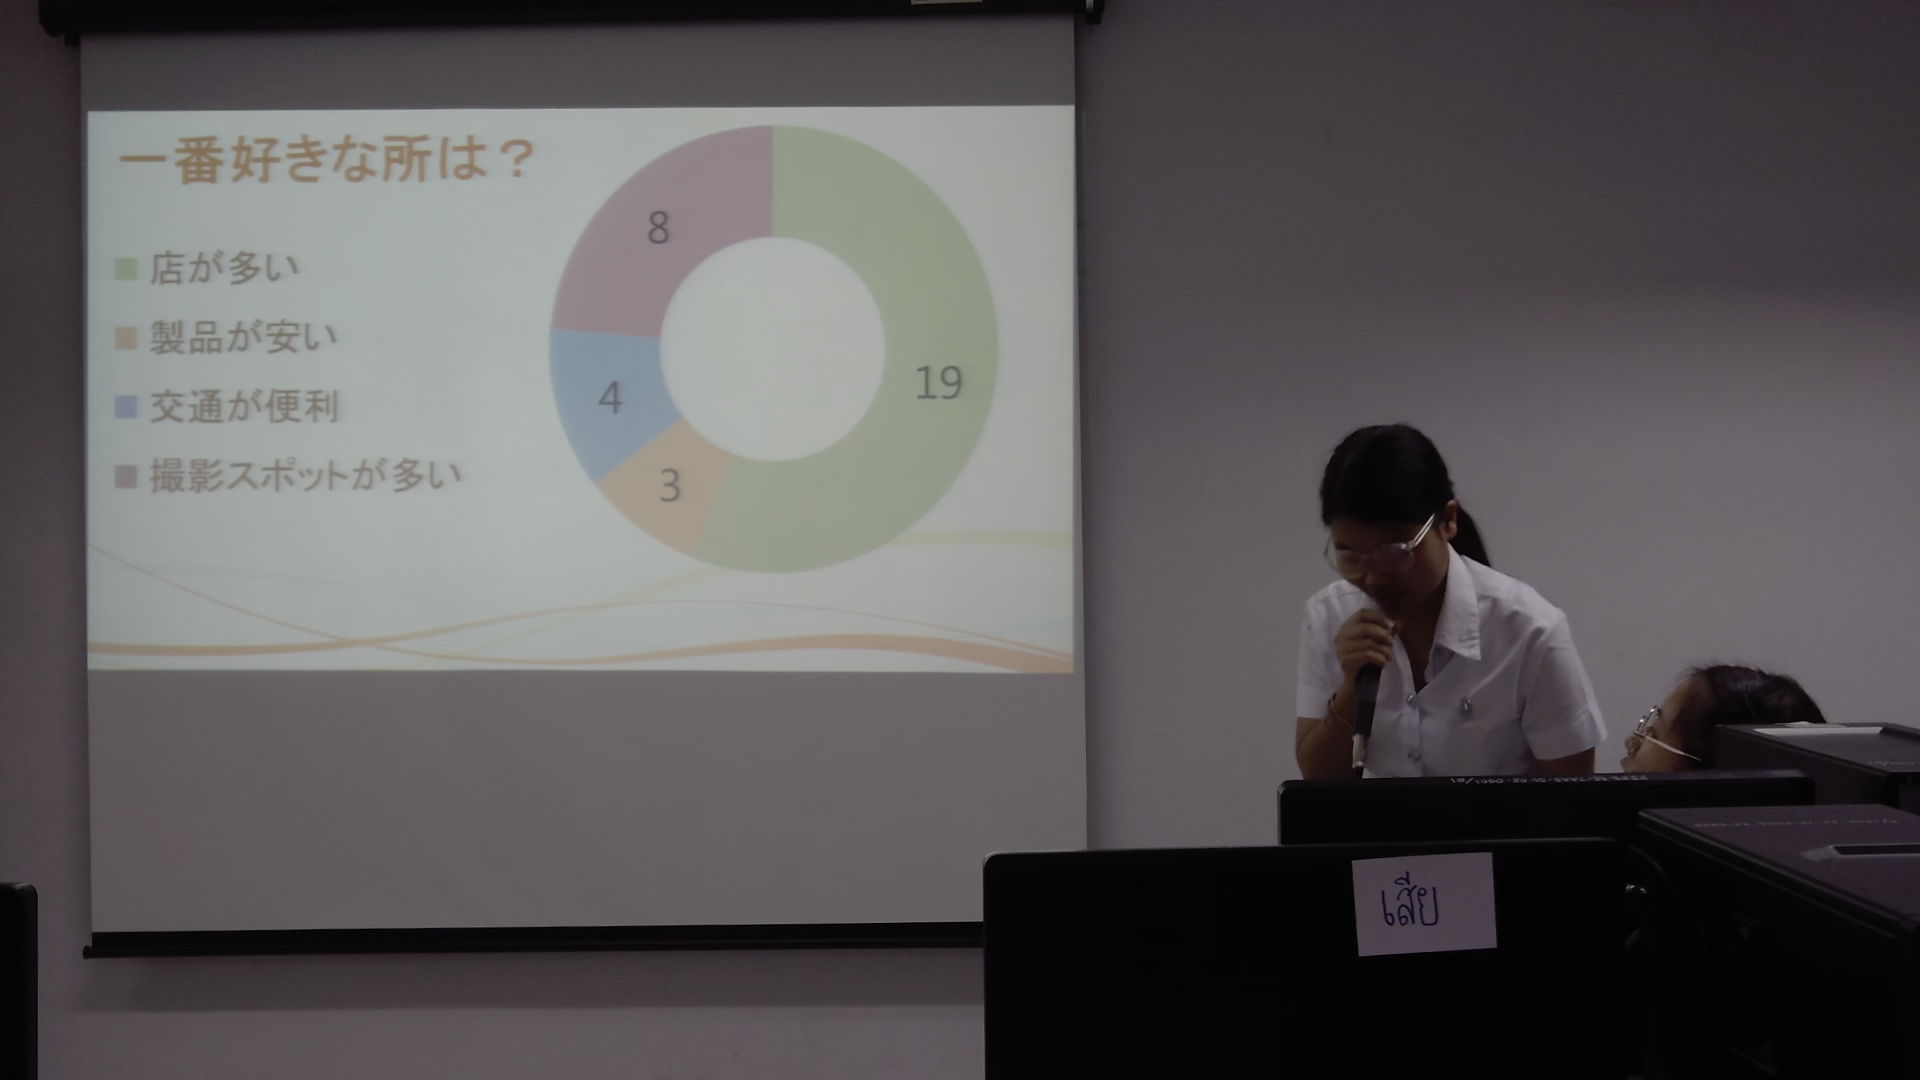 一番好きな所は？
店が多い
製品が安い
交通が便利
撮影スポットが多い
8
19
4
3
เสีย